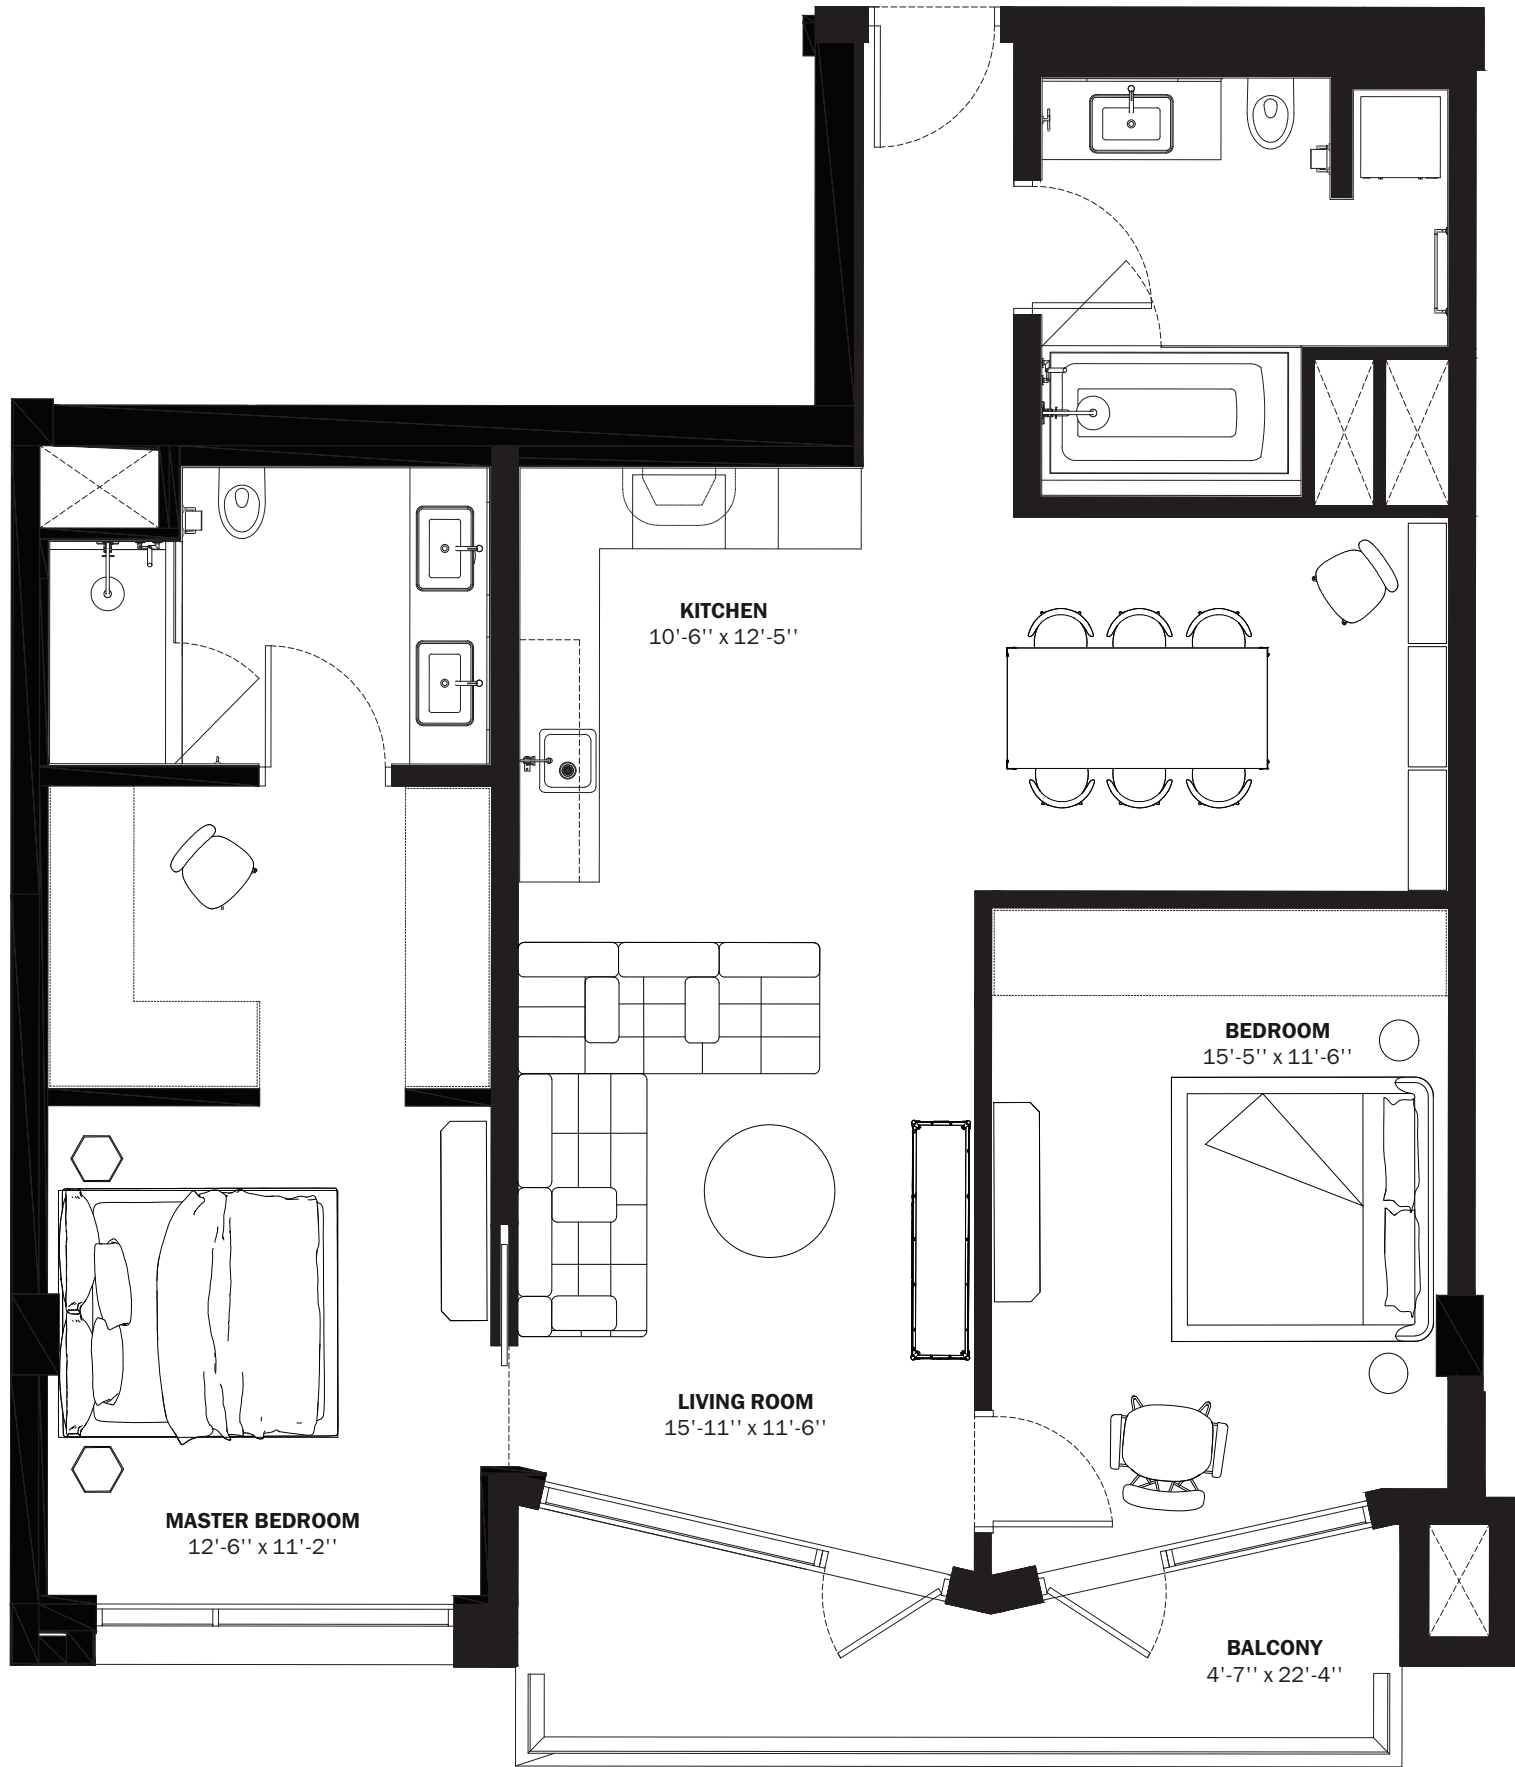 KITCHEN
10'-6'' x 12'-5''
BEDROOM
15'-5'' x 11'-6''
LIVING ROOM
15'-11'' x 11'-6''
MASTER BEDROOM
12'-6'' x 11'-2''
BALCONY
4'-7'' x 22'-4''